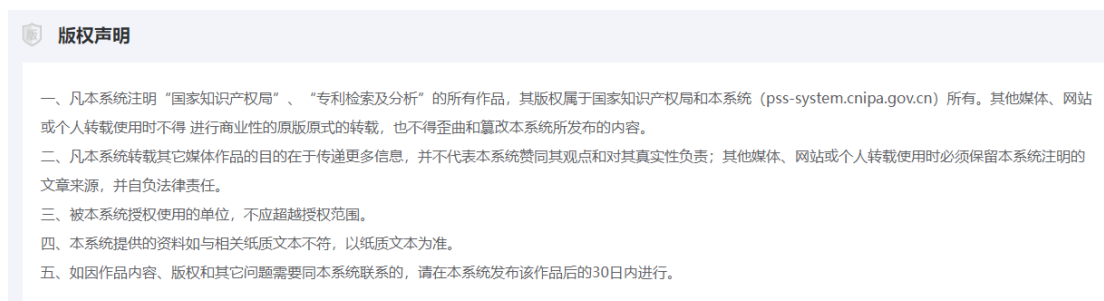 版
版权声明
一、凡本系统注明“国家知识产权局”、“专利检索及分析”的所有作品，其版权属于国家知识产权局和本系统（pss-system.cnipa.gov.cn）所有。其他媒体、网站
或个人转载使用时不得 进行商业性的原版原式的转载，也不得歪曲和篡改本系统所发布的内容。
二、凡本系统转载其它媒体作品的目的在于传递更多信息，并不代表本系统赞同其观点和对其真实性负责；其他媒体、网站或个人转载使用时必须保留本系统注明的
文章来源，并自负法律责任。
三、被本系统授权使用的单位，不应超越授权范围。
四、本系统提供的资料如与相关纸质文本不符，以纸质文本为准。
五、如因作品内容、版权和其它问题需要同本系统联系的，请在本系统发布该作品后的30日内进行。